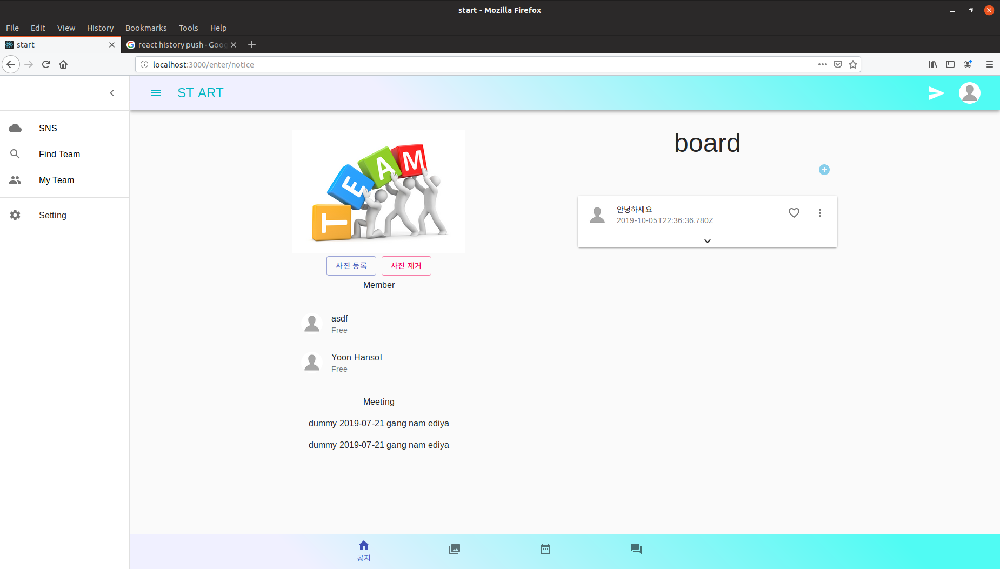 start - Mozilla Firefox
File Edit View History Bookmarks Tools Help
start
react history push - Goog
localhost:3000/enter/notice
ST ART
SNS
Find Team
My Team
Setting
TEAM
사진 등록 사진 제거
Member
asdf
Free
Yoon Hansol
Free
Meeting
dummy 2019-07-21 gang nam ediya
dummy 2019-07-21 gang nam ediya
board
안녕하세요
2019-10-05T22:36:36.780Z
공지